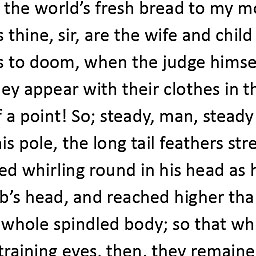 the world's fresh bread to my mo
s thine, sir, are the wife and child
s to doom, when the judge himse
ey appear with their clothes in th
f a point! So; steady, man, steady
is pole, the long tail feathers stre
ed whirling round in his head as h
b's head, and reached higher tha
whole spindled body; so that wh
training eyes, then, they remaine